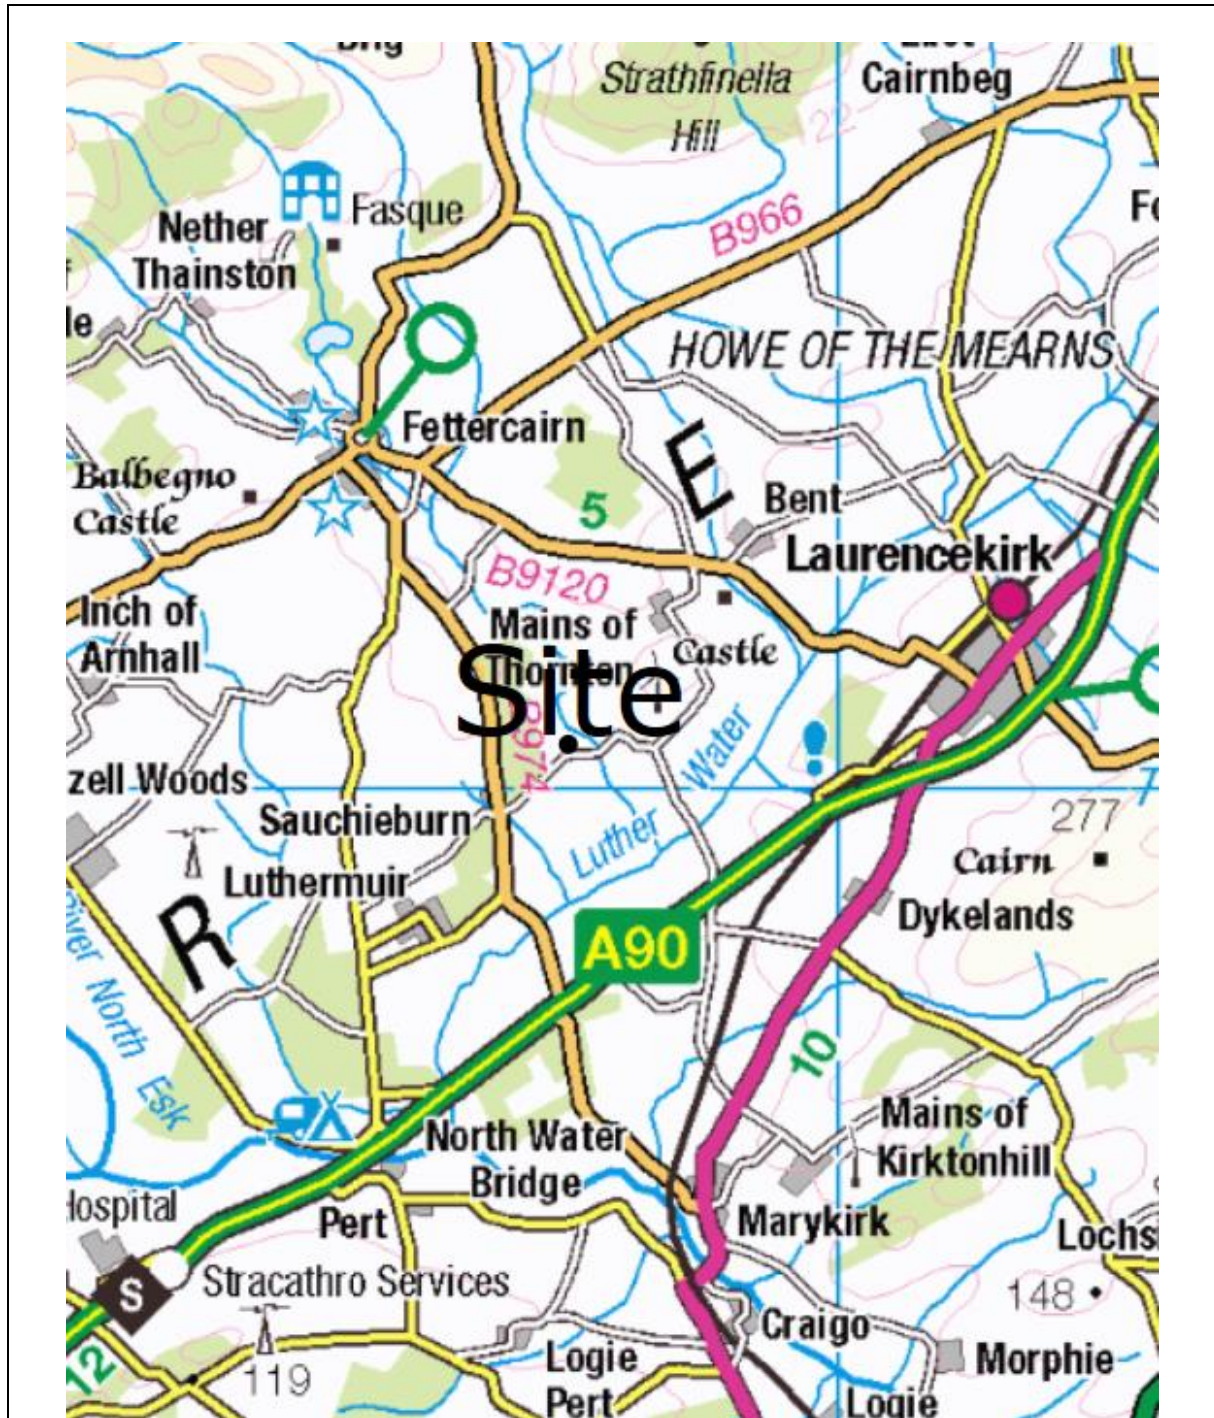 Strathfinella
Hill
Cairnbeg
B966
Fasque
Nether
Thainston
HOWE OF THE MEARNS
Fettercairn
E
Balbegno
Castle
5
Bent
Laurencekirk
B9120
Inch of
Arnhall
Mains of
Thornton
Castle
Site
B974
Water
zell Woods
Sauchieburn
277
7
Luther
Cairn
Luthermuir
R
Dykelands
A90
River North Esk
10
Mains of
Kirktonhill
North Water
Bridge
Hospital
Pert
Marykirk
Lochs
S
Stracathro Services
148
Craigo
12
119
Logie
Pert
Morphie
Logie